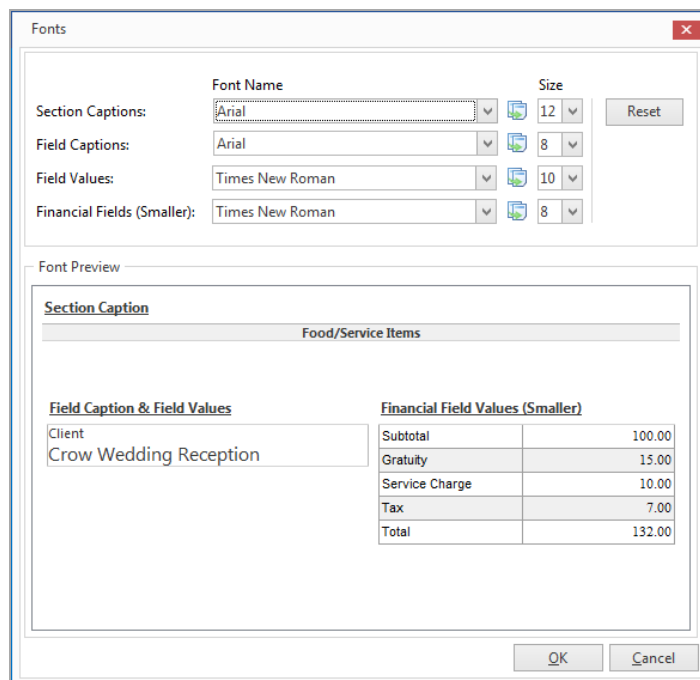 Fonts
Font Name Size
Section Captions: Arial 12 Reset
Field Captions: Arial 8
Field Values: Times New Roman 10
Financial Fields (Smaller): Times New Roman 8
Font Preview
Section Caption
Food/Service Items
Field Caption & Field Values Financial Field Values (Smaller)
Client
Crow Wedding Reception
Subtotal 100.00
Gratuity 15.00
Service Charge 10.00
Tax 7.00
Total 132.00
OK Cancel